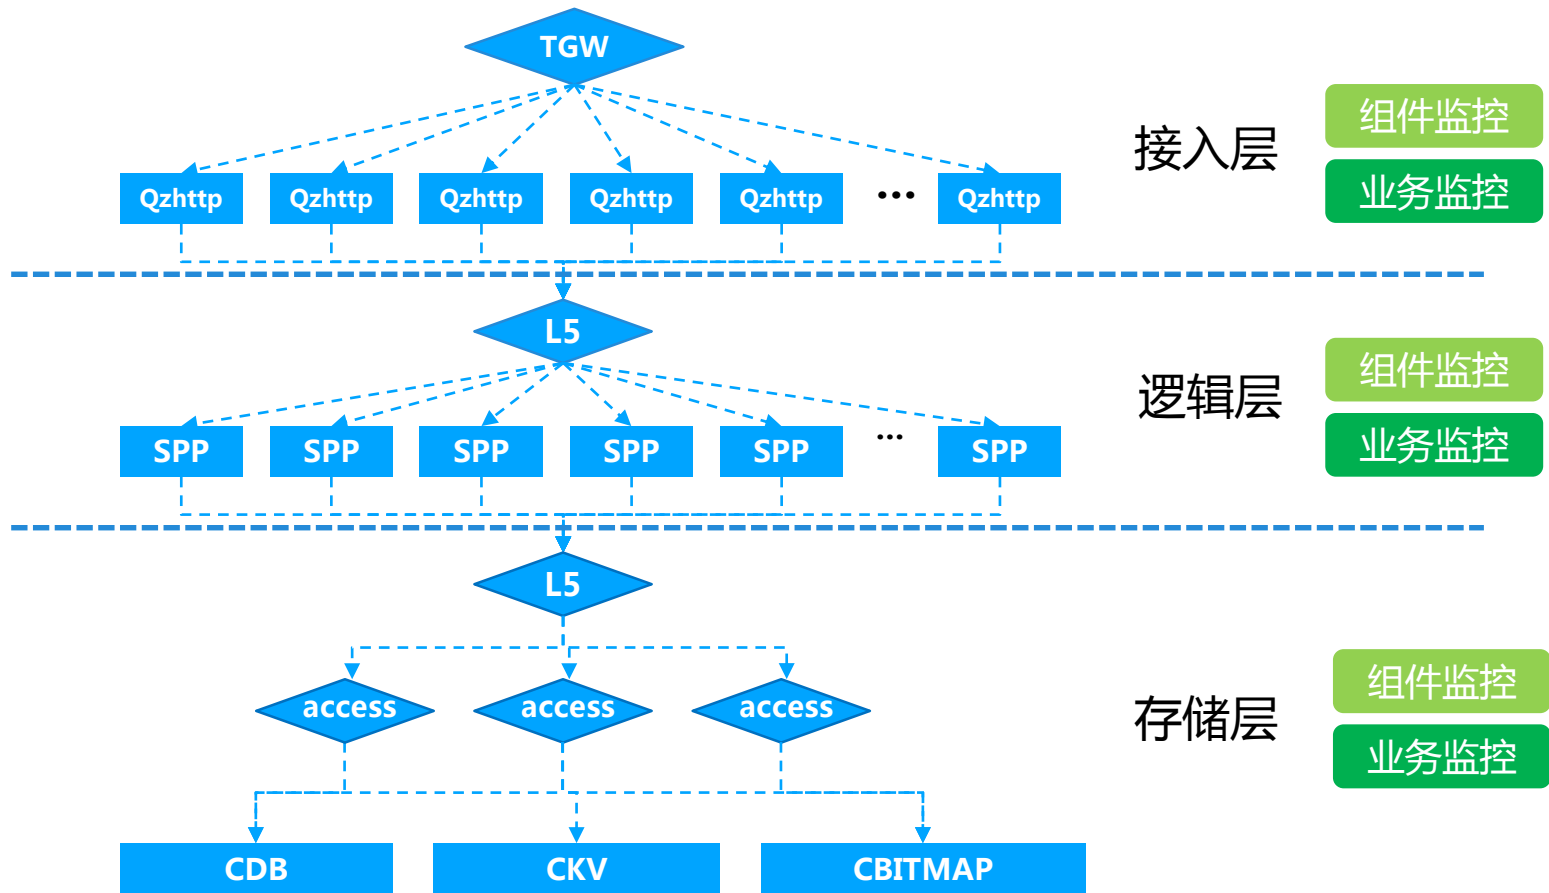 TGW
接入层
组件监控
业务监控
Qzhttp Qzhttp Qzhttp Qzhttp Qzhttp ... Qzhttp
L5
逻辑层
组件监控
业务监控
SPP SPP SPP SPP SPP ... SPP
L5
存储层
组件监控
业务监控
access access access
CDB CKV CBITMAP